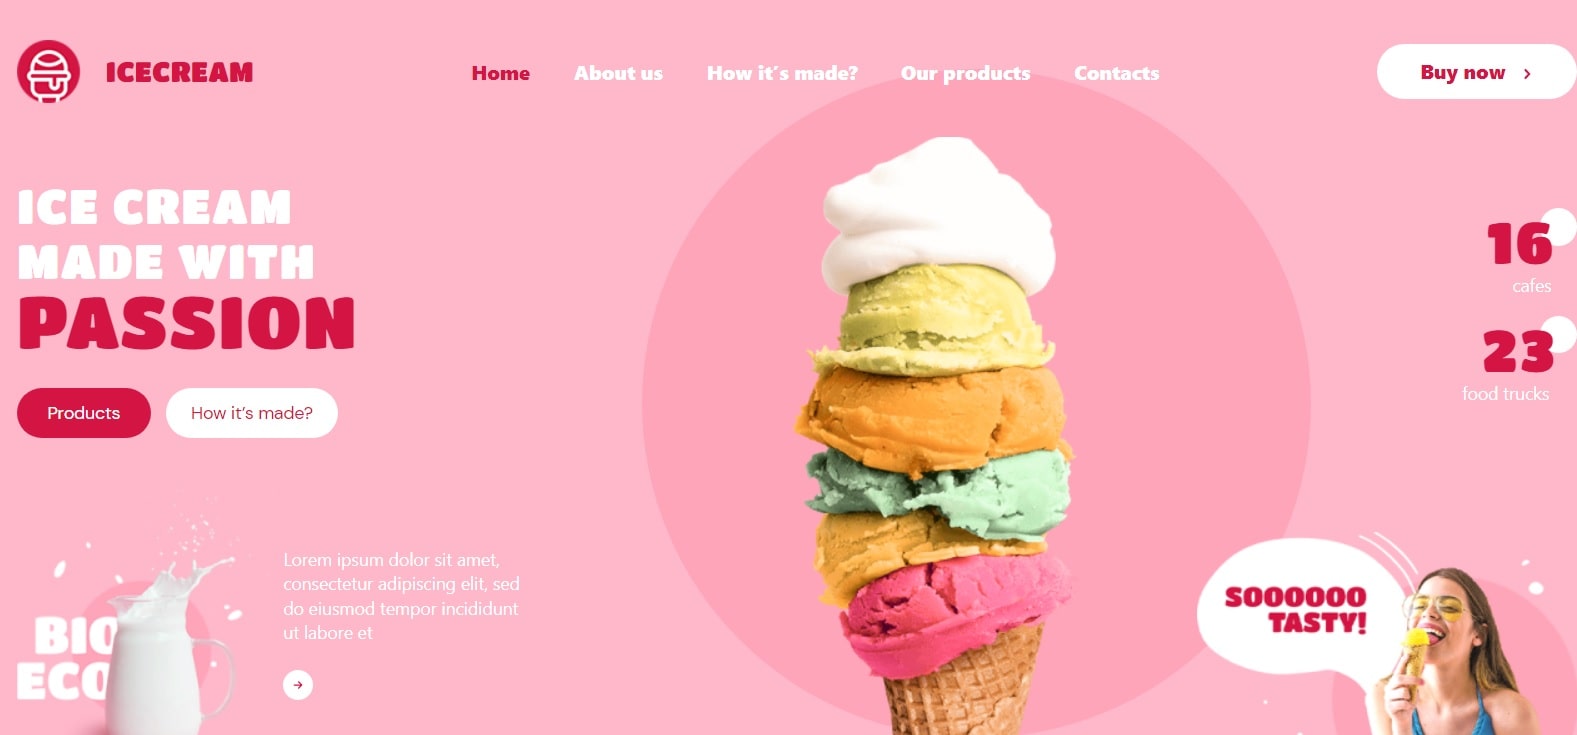 ICECREAM
Home
About us
How it's made?
Our products
Contacts
Buy now
ICE CREAM
MADE WITH
PASSION
Products
How it's made?
16
cafes
23
food trucks
BIO
ECO
Lorem ipsum dolor sit amet,
consectetur adipiscing elit, sed
do eiusmod tempor incididunt
ut labore et
SOOOOOO
TASTY!